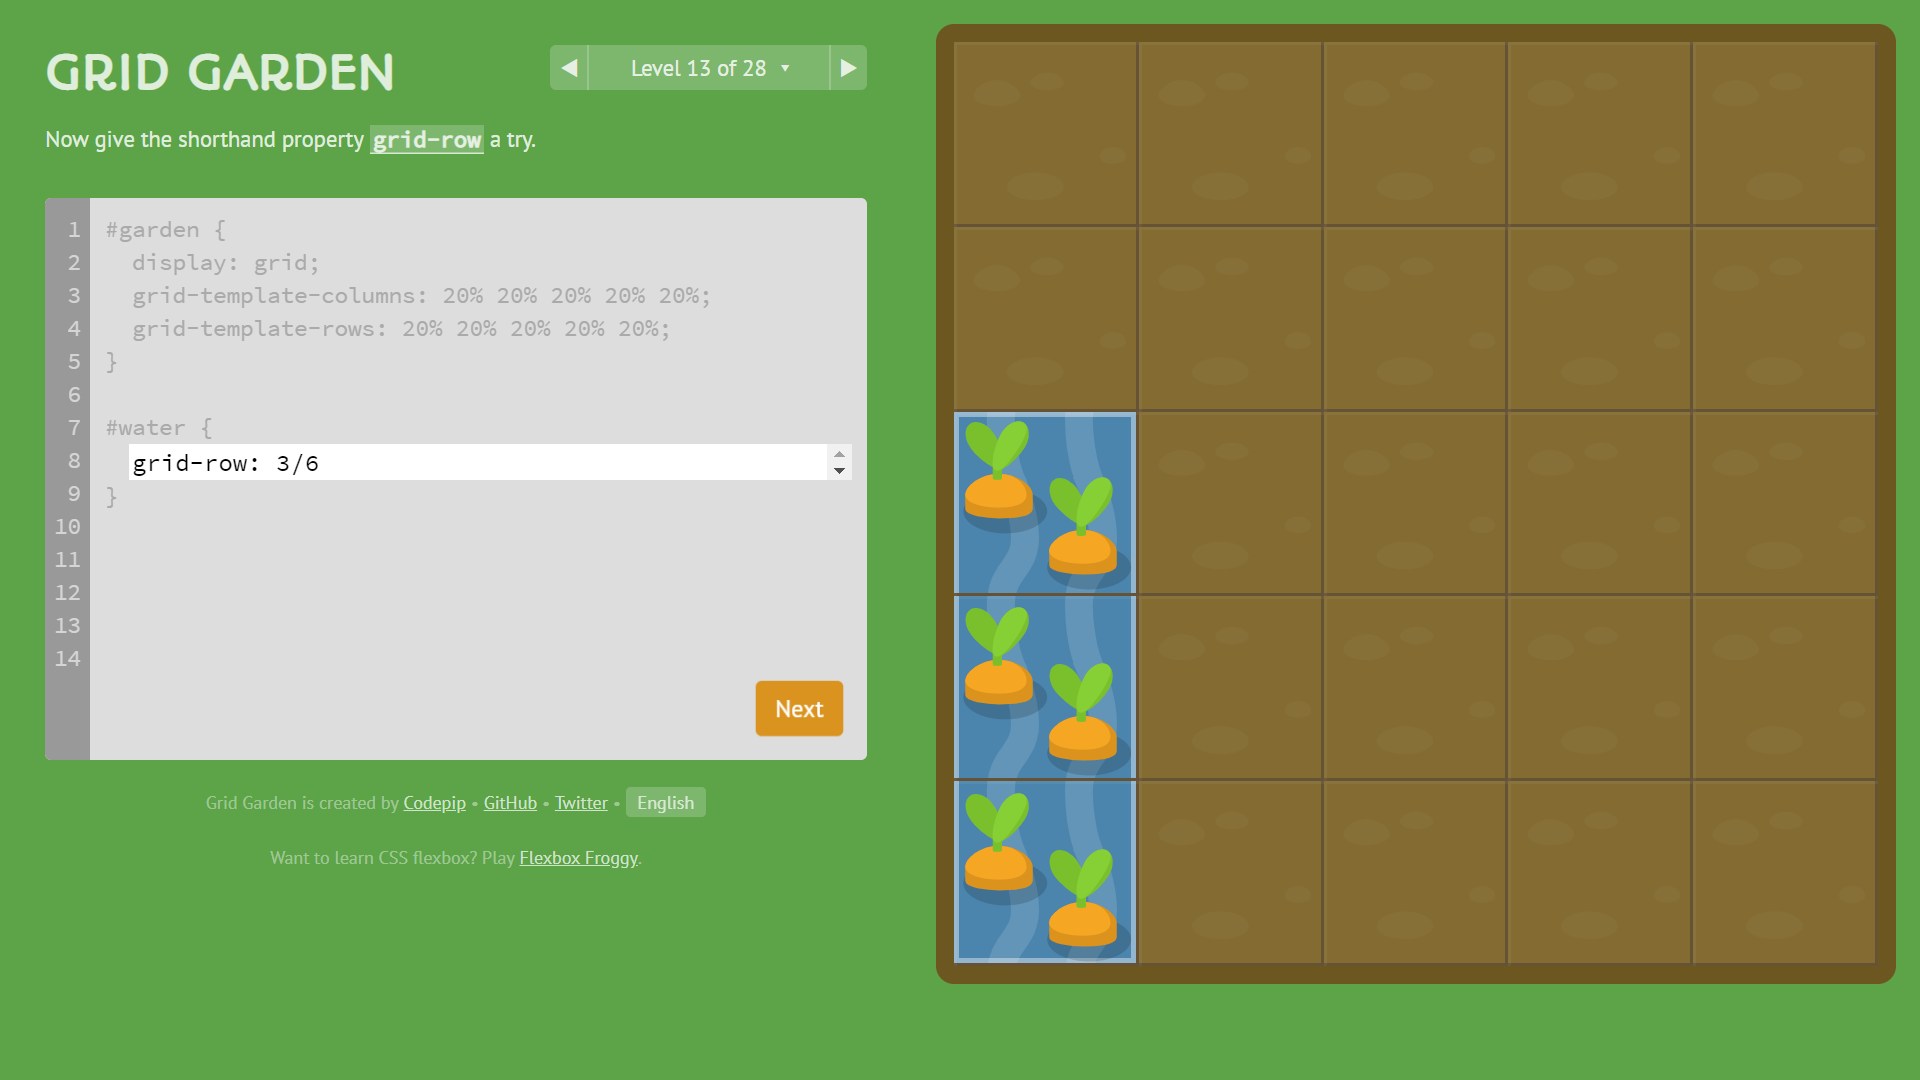 GRID GARDEN
Level 13 of 28
Now give the shorthand property grid-row a try.
1 #garden {
2 display: grid;
3 grid-template-columns: 20% 20% 20% 20% 20%;
4 grid-template-rows: 20% 20% 20% 20% 20%;
5 }
6
7 #water {
8 grid-row: 3/6
9 }
10
11
12
13
14
Next
Grid Garden is created by Codepip • GitHub • Twitter • English
Want to learn CSS flexbox? Play Flexbox Froggy.